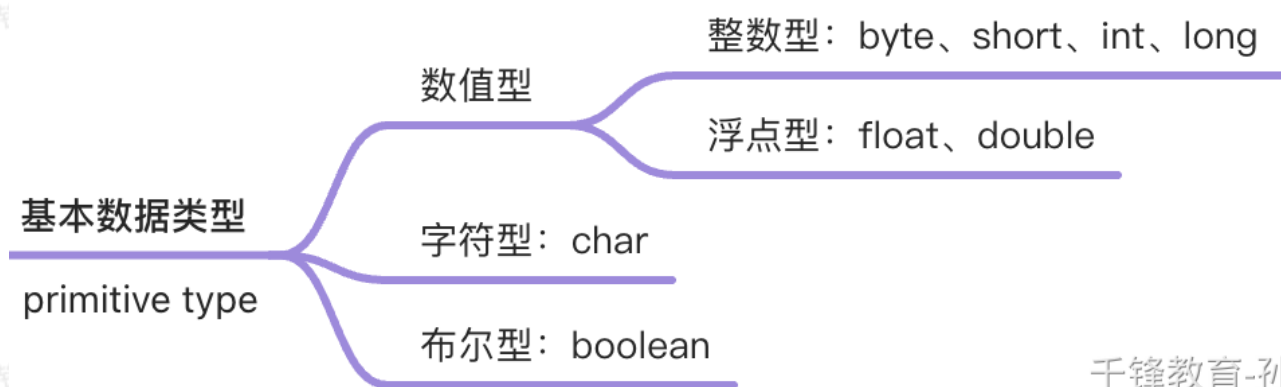 整数型：byte、short、int、long
数值型
浮点型：float、double
基本数据类型
字符型：char
primitive type
布尔型：boolean
千锋教育-孙